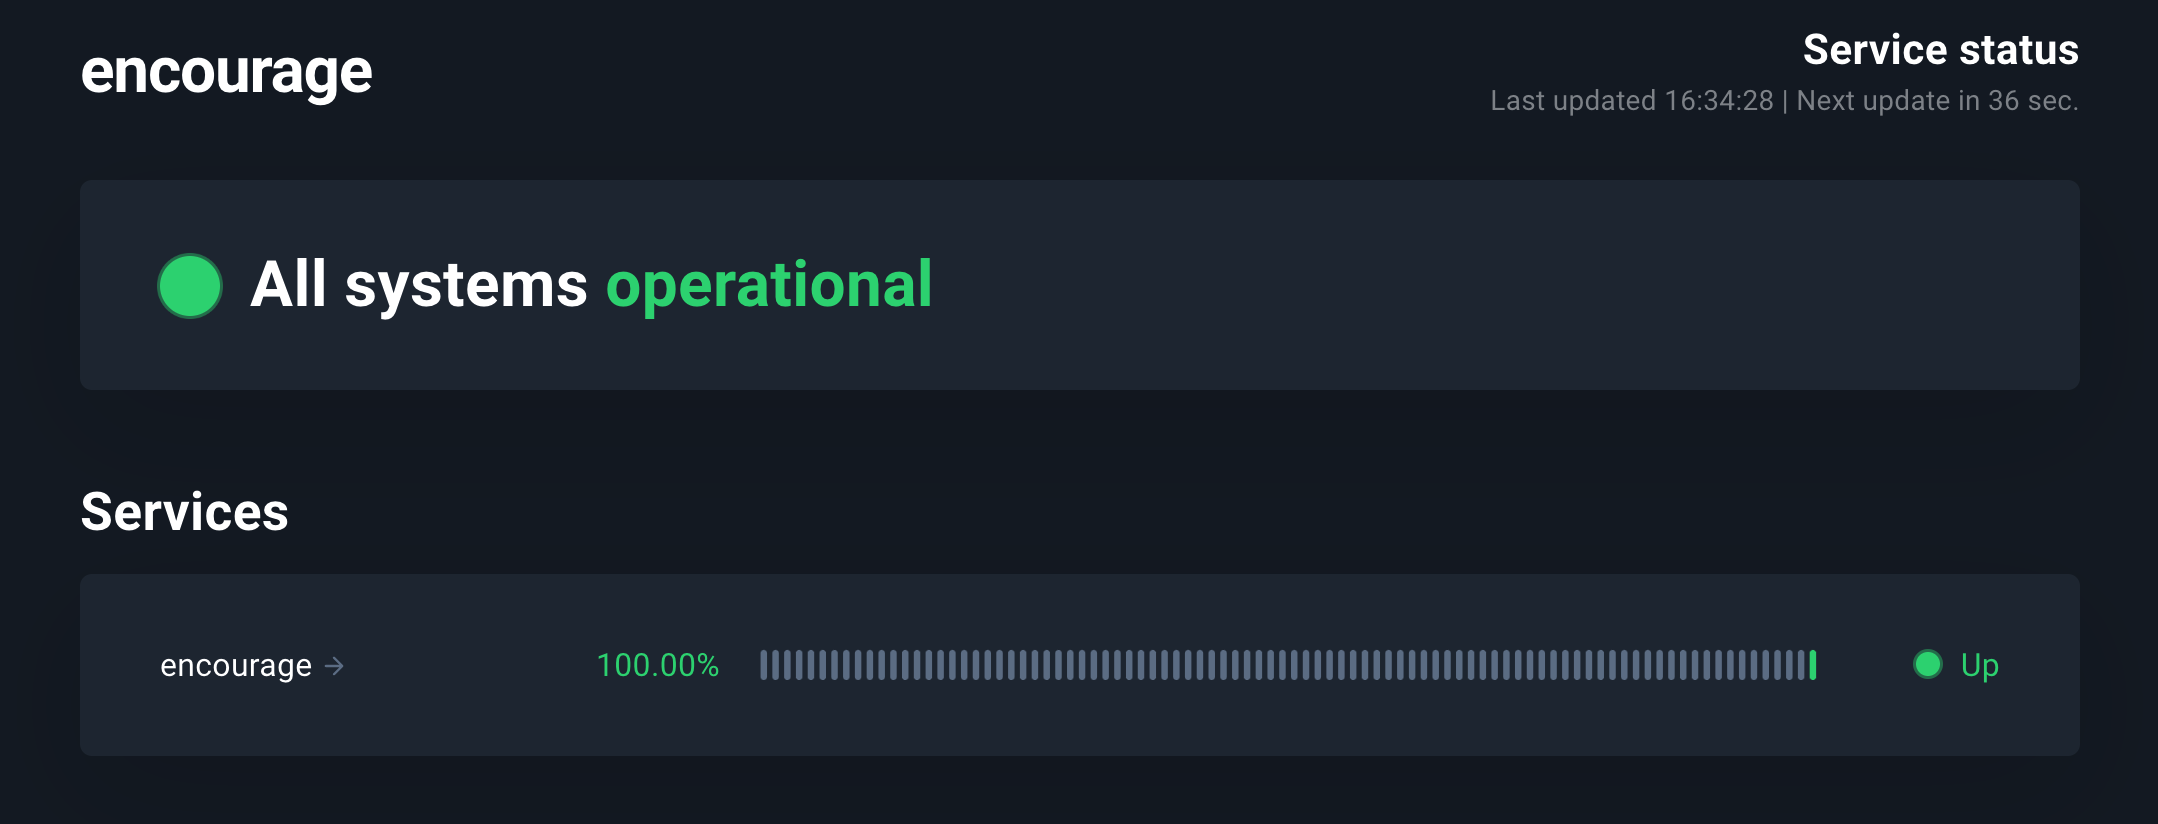 encourage
Service status
Last updated 16:34:28 | Next update in 36 sec.
All systems operational
Services
encourage →
100.00%
Up